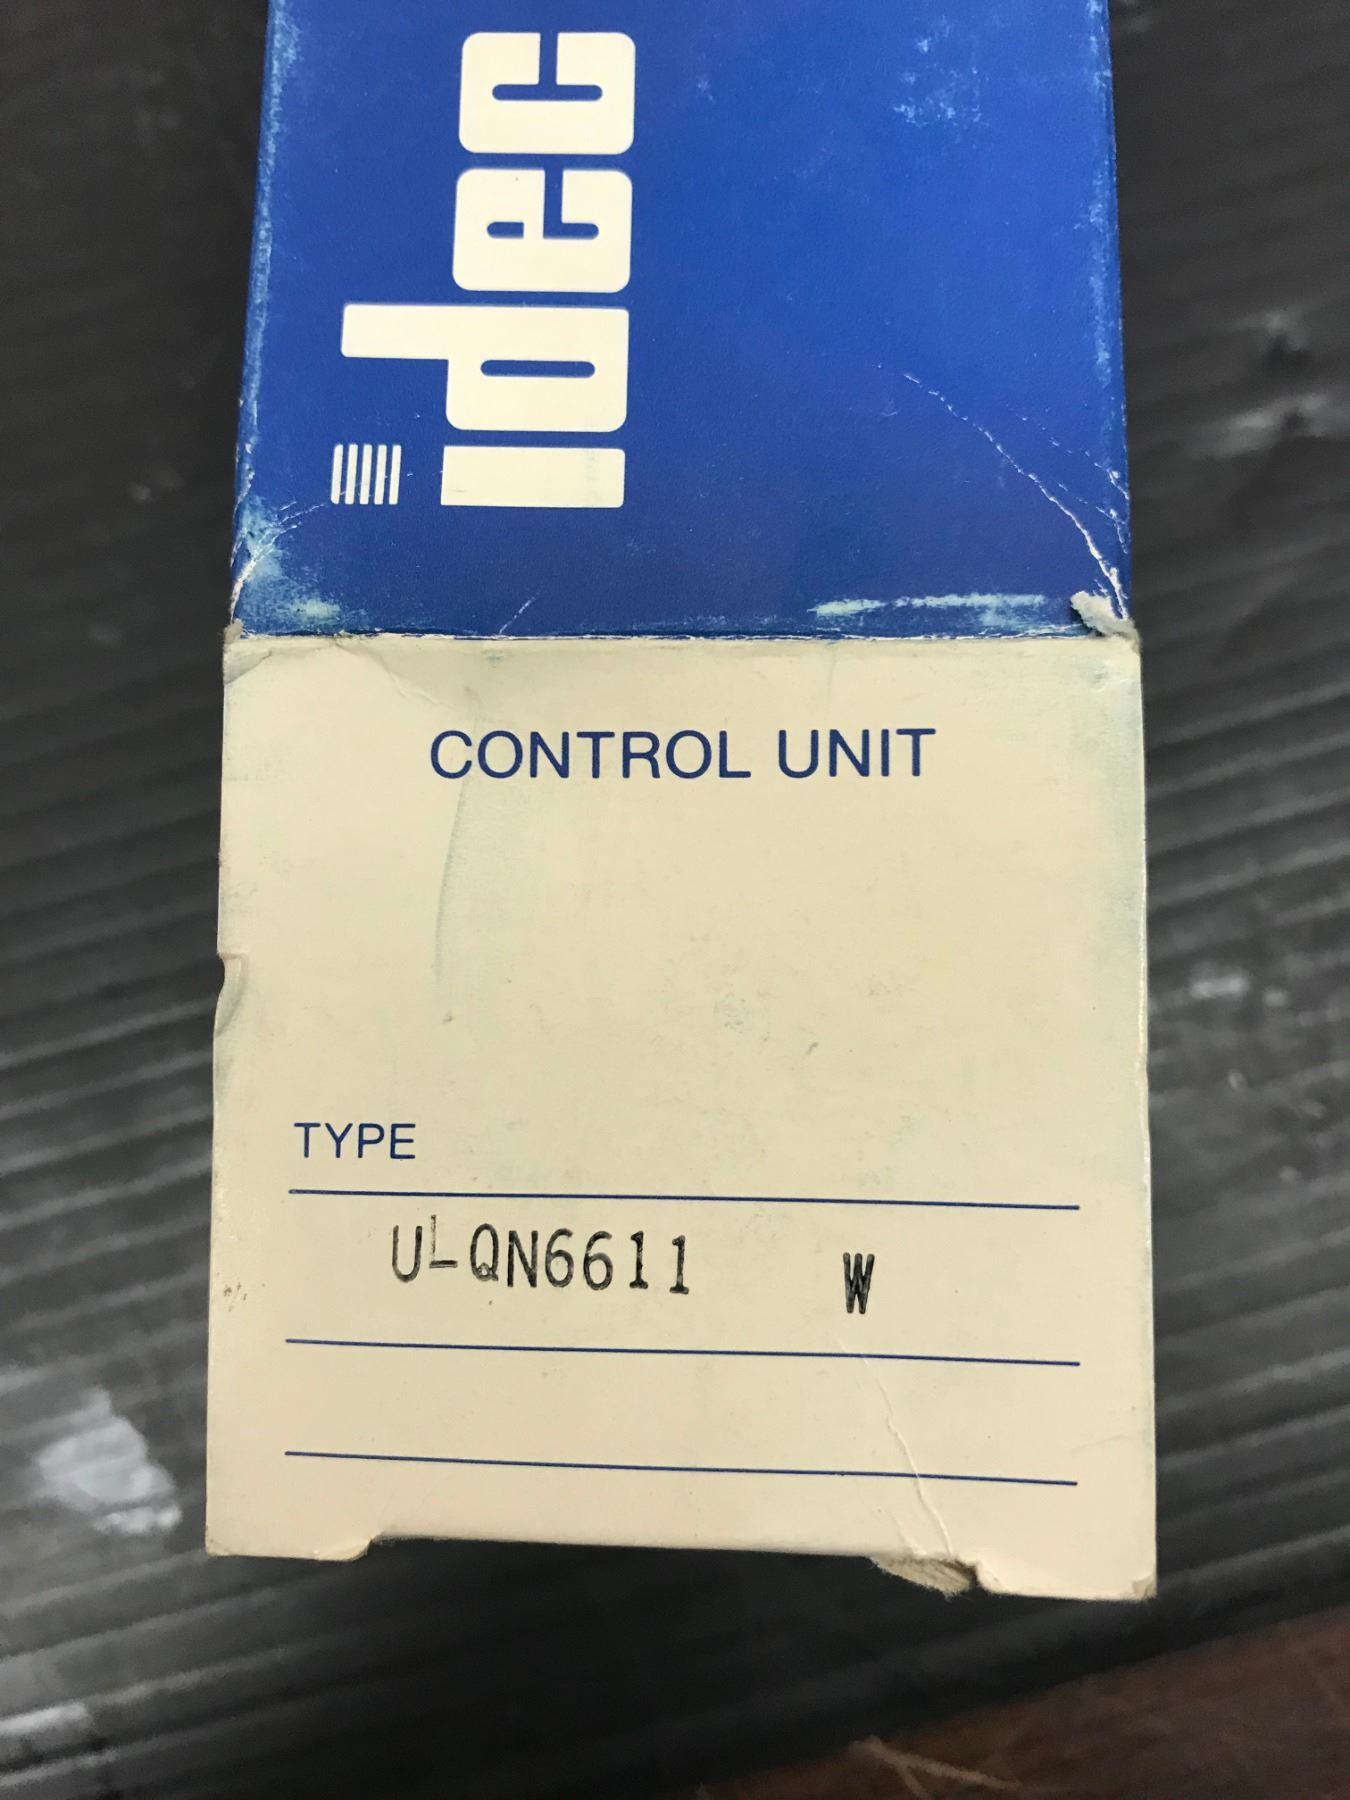 idec
CONTROL UNIT
TYPE
UL-QN6611 W